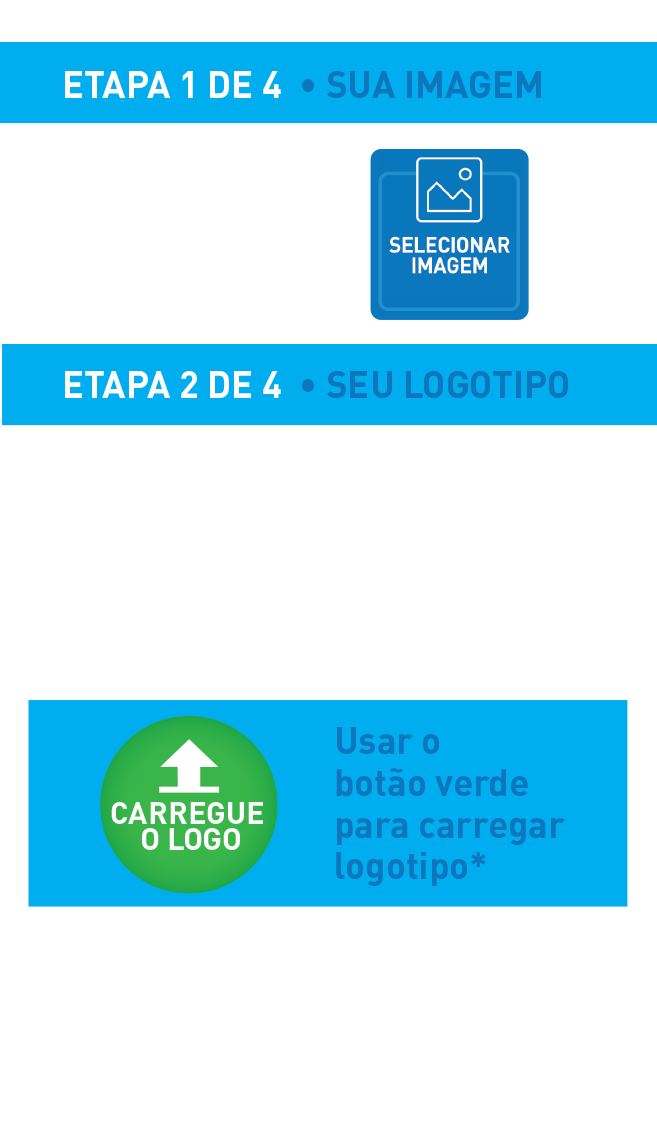 ETAPA 1 DE 4 • SUA IMAGEM
SELECIONAR
IMAGEM
ETAPA 2 DE 4 • SEU LOGOTIPO
CARREGUE
O LOGO
Usar o
botão verde
para carregar
logotipo*